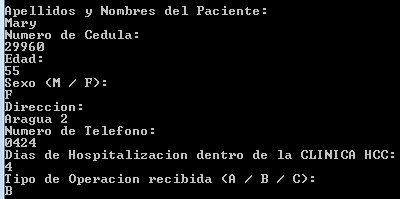 Apellidos y Nombres del Paciente:
Mary
Numero de Cedula:
29960
Edad:
55
Sexo (M / F):
F
Direccion:
Aragua 2
Numero de Telefono:
0424
Dias de Hospitalizacion dentro de la CLINICA HCC:
4
Tipo de Operacion recibida (A / B / C):
B